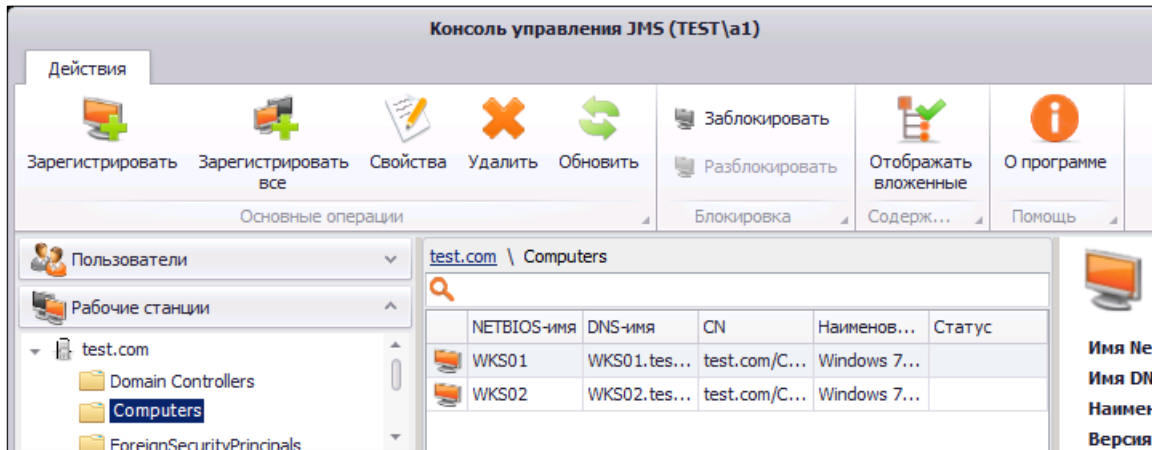 Консоль управления JMS (TEST\a1)
Действия
Зарегистрировать
Зарегистрировать все
Свойства
Удалить
Обновить
Основные операции
Заблокировать
Разблокировать
Блокировка
Отображать вложенные
Содерж...
О программе
Помощь
Пользователи
Рабочие станции
test.com
Domain Controllers
Computers
ForeignSecurityPrincipals
test.com \ Computers
NETBIOS-имя DNS-имя CN Наименов... Статус
WKS01 WKS01.tes... test.com/C... Windows 7...
WKS02 WKS02.tes... test.com/C... Windows 7...
Имя Ne
Имя DN
Наимен
Версия